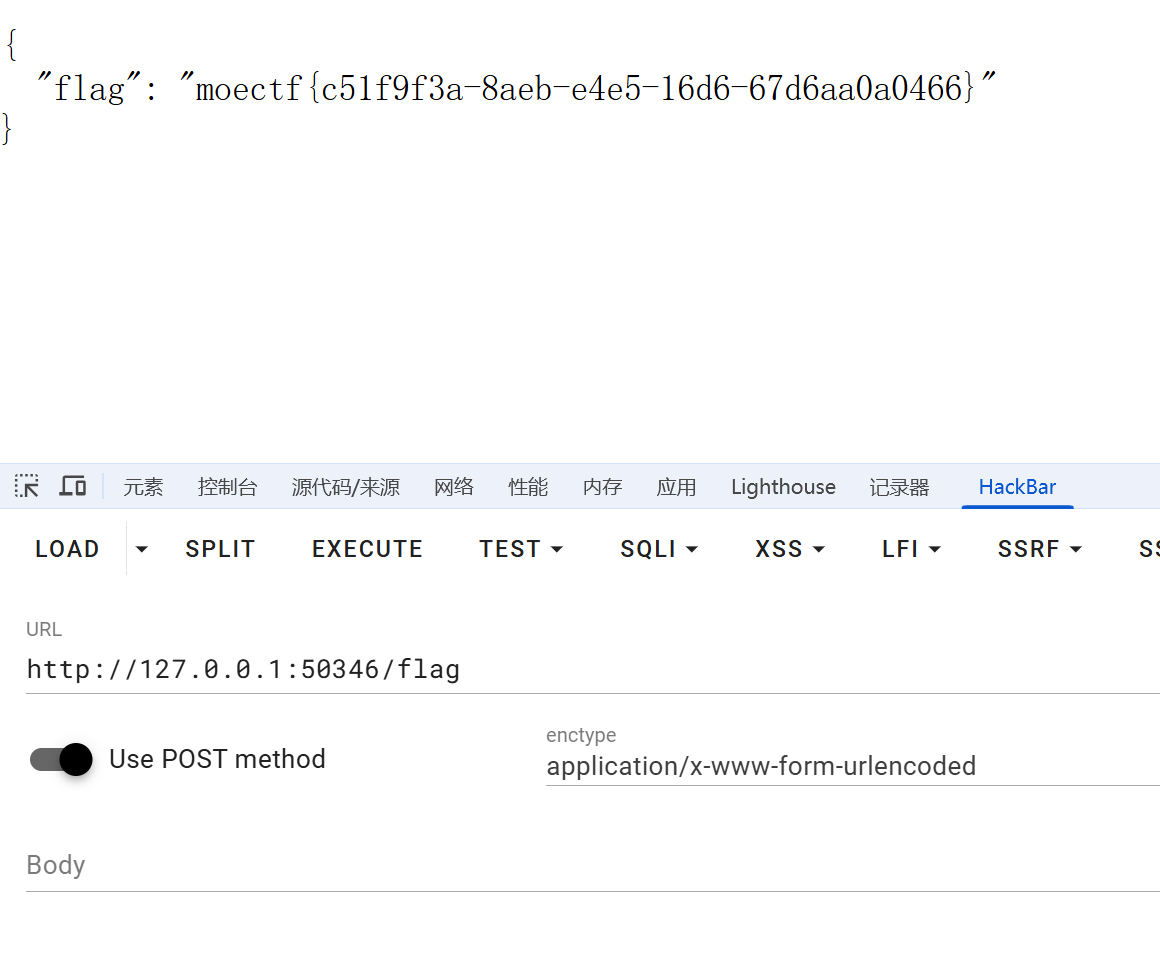 {
"flag": "moectf{c51f9f3a-8aeb-e4e5-16d6-67d6aa0a0466}"
}
元素 控制台 源代码/来源 网络 性能 内存 应用 Lighthouse 记录器 HackBar
LOAD SPLIT EXECUTE TEST SQLI XSS LFI SSRF
URL
http://127.0.0.1:50346/flag
enctype
Use POST method
application/x-www-form-urlencoded
Body